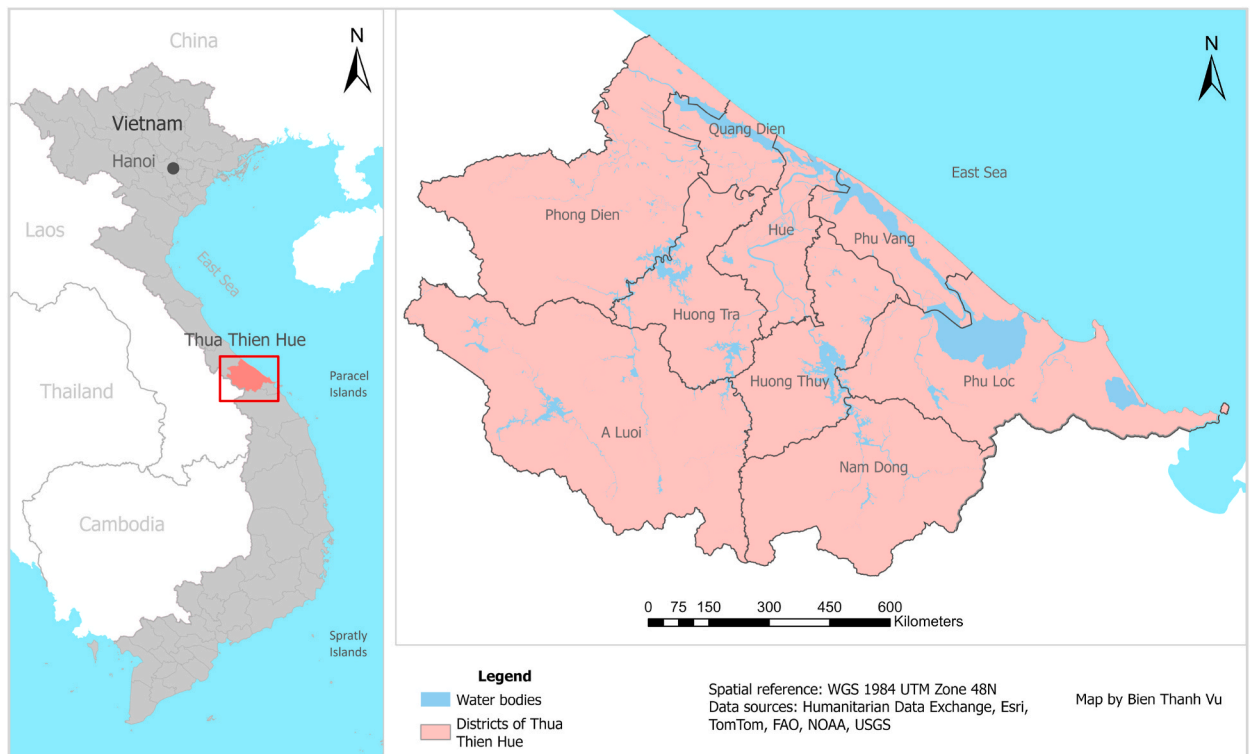 China
N
Vietnam
Hanoi
Laos
East Sea
Thua Thien Hue
Thailand
Paracel
Islands
Cambodia
Spratly
Islands
N
Quang Dien
East Sea
Phong Dien
Hue
Phu Vang
Huong Tra
Huong Thuy
Phu Loc
A Luoi
Nam Dong
0 75 150 300 450 600
Kilometers
Legend
Water bodies
Districts of Thua
Thien Hue
Spatial reference: WGS 1984 UTM Zone 48N
Data sources: Humanitarian Data Exchange, Esri,
TomTom, FAO, NOAA, USGS
Map by Bien Thanh Vu